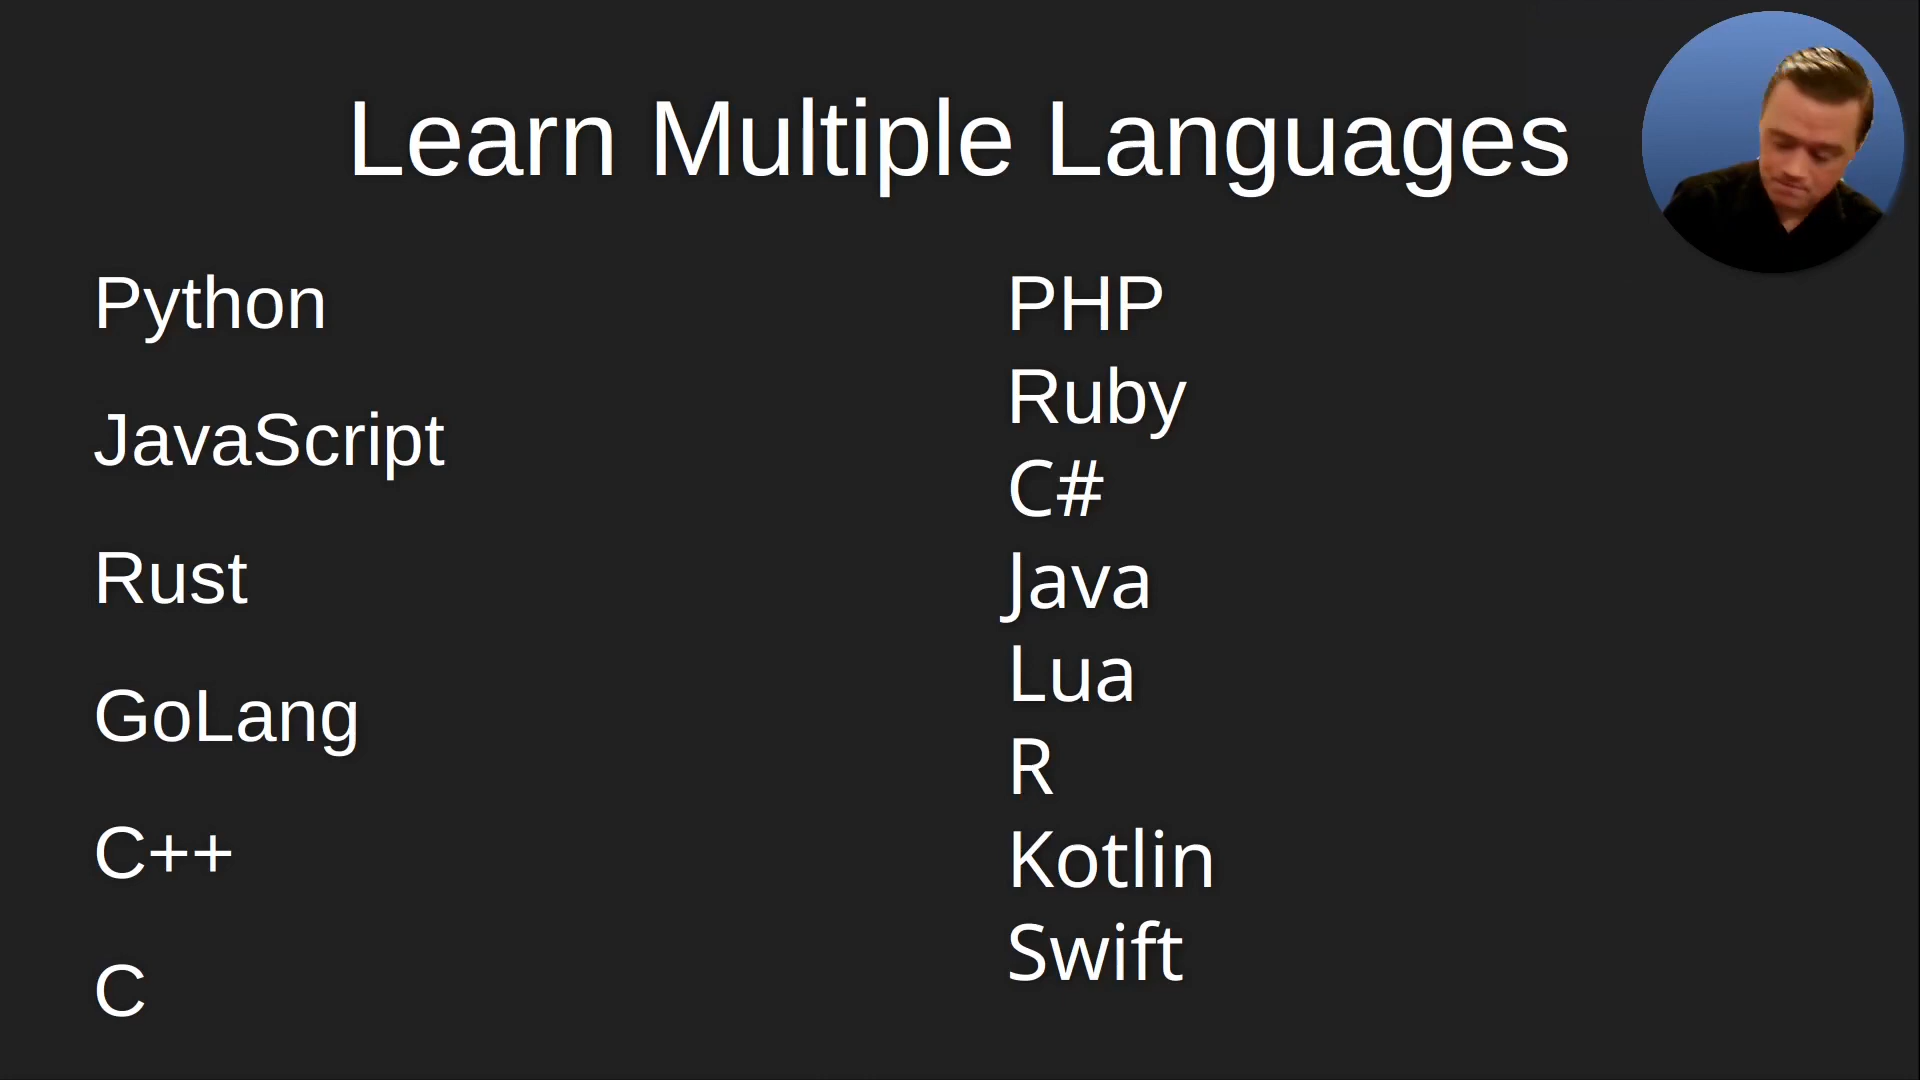 Learn Multiple Languages
Python
JavaScript
Rust
GoLang
C++
C
PHP
Ruby
C#
Java
Lua
R
Kotlin
Swift